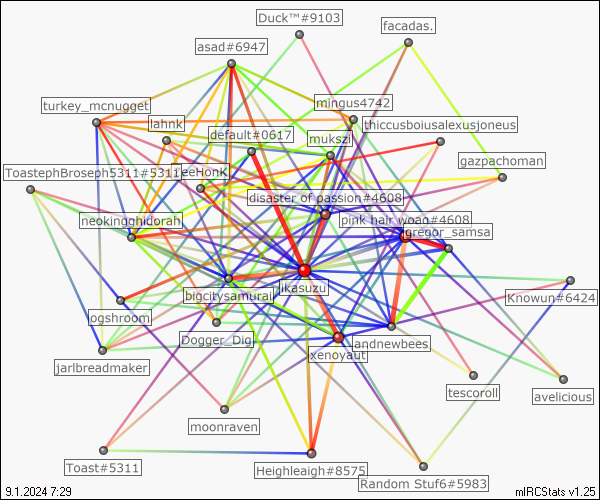 Duck™#9103
facadas.
asad#6947
turkey_mcnugget
mingus4742
lahnk
thiccusboiusalexusjoneus
default#0617
mukszil
gazpachoman
ToastephBroseph5311#5311
eeHonK
disaster of passion#4608
pink hair woag#4608
neokingghidorah
gregor_samsa
bigcitysamurai
likasuzu
Knowun#6424
ogshroom
Dogger_Dig
landnewbees
xenoyaut
jarlbreadmaker
tescoroll
avelicious
moonraven
Toast#5311
Heighleaigh#8575
Random Stuf6#5983
9.1.2024 7:29
mIRCStats v1.25